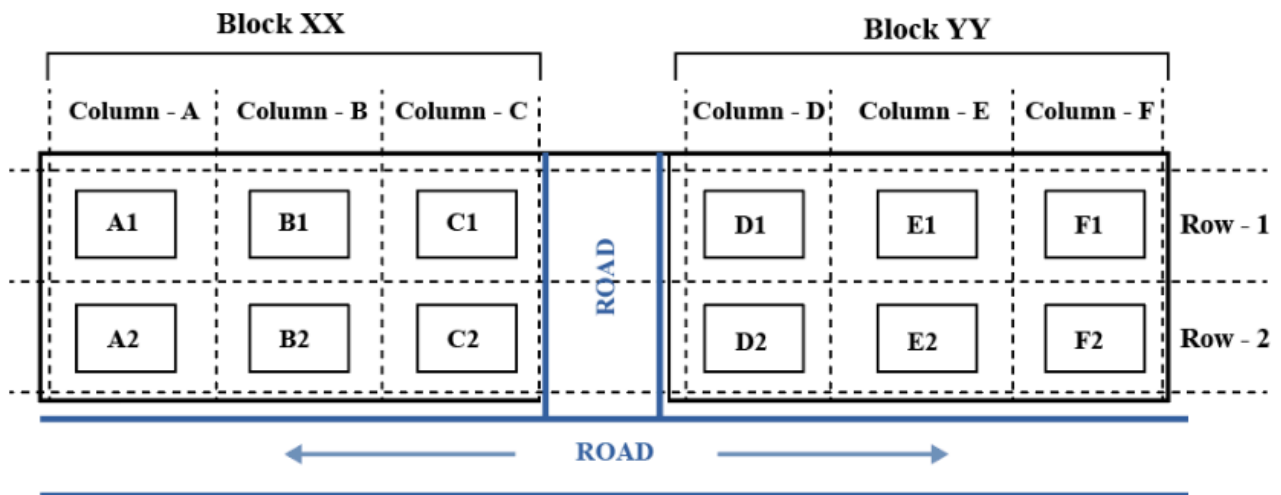 Block XX
Block YY
Column - A
Column - B
Column - C
Column - D
Column - E
Column - F
A1
B1
C1
ROAD
D1
E1
F1
Row - 1
A2
B2
C2
D2
E2
F2
Row - 2
ROAD